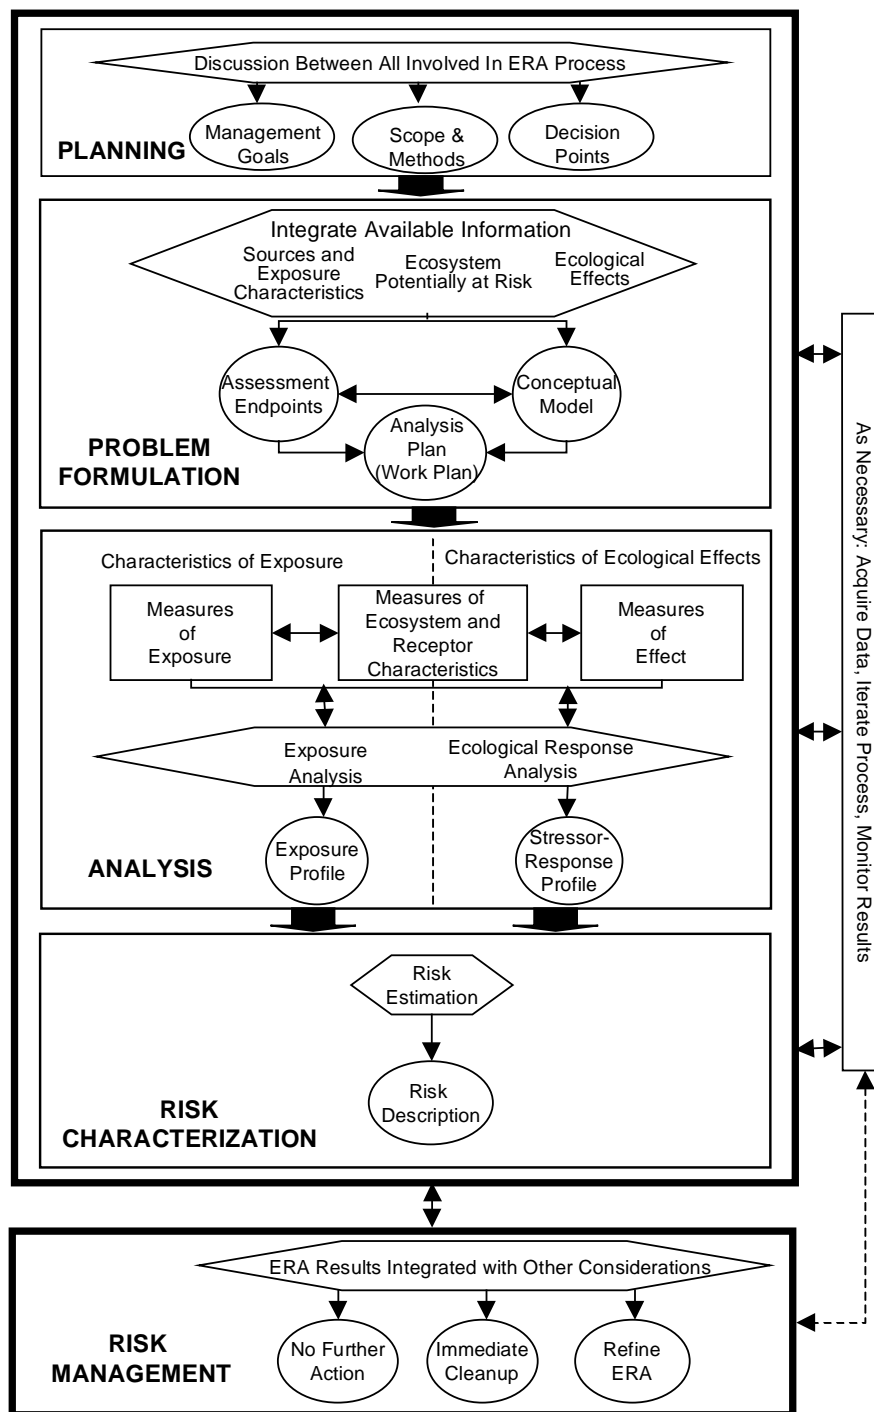 Discussion Between All Involved In ERA Process
Management
Goals
Scope &
Methods
Decision
Points
PLANNING
Integrate Available Information
Sources and
Exposure
Characteristics
Ecosystem
Potentially at Risk
Ecological
Effects
Assessment
Endpoints
Conceptual
Model
Analysis
Plan
(Work Plan)
PROBLEM
FORMULATION
Characteristics of Exposure
Characteristics of Ecological Effects
Measures
of
Exposure
Measures of
Ecosystem and
Receptor
Characteristics
Measures
of
Effect
Exposure
Analysis
Ecological Response
Analysis
Exposure
Profile
Stressor-
Response
Profile
ANALYSIS
Risk
Estimation
Risk
Description
RISK
CHARACTERIZATION
As Necessary: Acquire Data, Iterate Process, Monitor Results
ERA Results Integrated with Other Considerations
No Further
Action
Immediate
Cleanup
Refine
ERA
RISK
MANAGEMENT